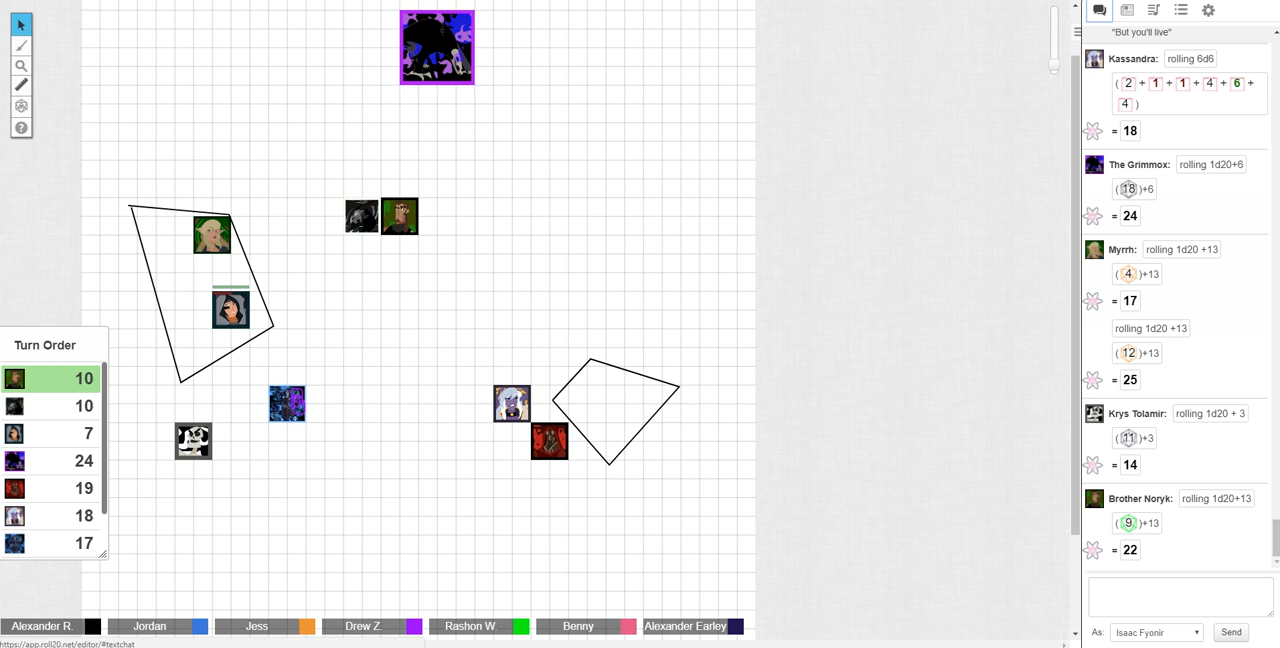 "But you'll live"
Kassandra: rolling 6d6
( 2 + 1 + 1 + 4 + 6 +
4 )
= 18
The Grimmox: rolling 1d20+6
( 18 )+6
= 24
Myrrh: rolling 1d20 +13
( 4 )+13
= 17
rolling 1d20 +13
( 12 )+13
= 25
Krys Tolamir: rolling 1d20 + 3
( 11 )+3
= 14
Brother Noryk: rolling 1d20+13
( 9 )+13
= 22
As: Isaac Fyonir Send
Turn Order
10
10
7
24
19
18
17
Alexander R. Jordan Jess Drew Z. Rashon W. Benny Alexander Earley
https://app.roll20.net/editor/#textchat